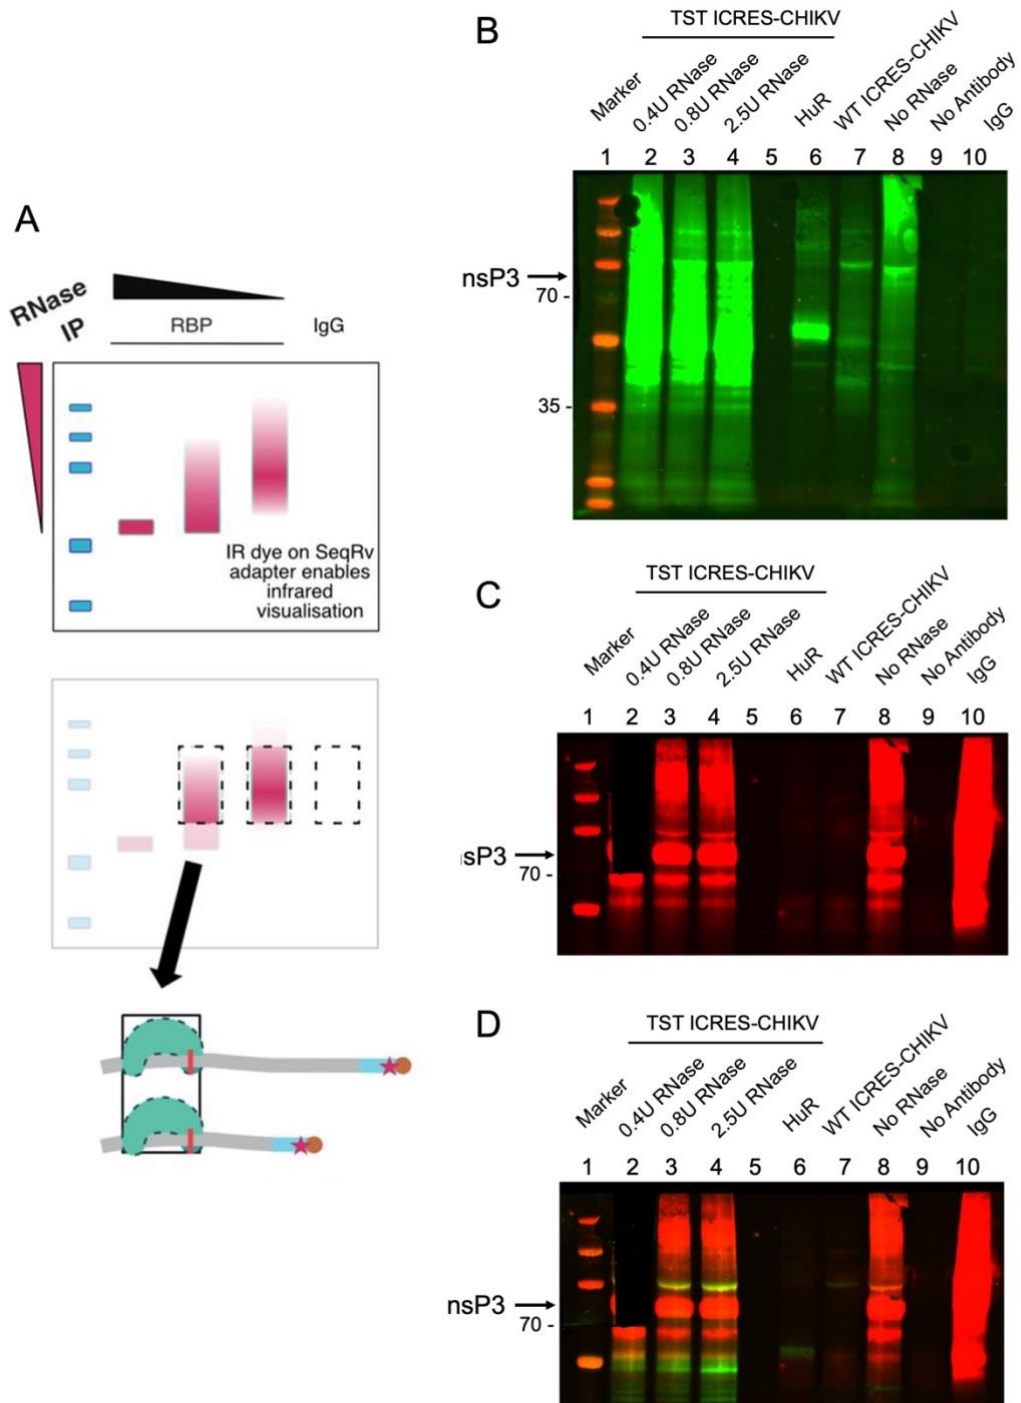 A
RNase
IP
RBP
IgG
IR dye on SeqRv
adapter enables
infrared
visualisation
B
TST ICRES-CHIKV
Marker
0.4U RNase
0.8U RNase
2.5U RNase
HuR
WT ICRES-CHIKV
No RNase
No Antibody
IgG
1 2 3 4 5 6 7 8 9 10
nsP3
70 -
35 -
C
TST ICRES-CHIKV
Marker
0.4U RNase
0.8U RNase
2.5U RNase
HuR
WT ICRES-CHIKV
No RNase
No Antibody
IgG
1 2 3 4 5 6 7 8 9 10
sP3
70 -
D
TST ICRES-CHIKV
Marker
0.4U RNase
0.8U RNase
2.5U RNase
HuR
WT ICRES-CHIKV
No RNase
No Antibody
IgG
1 2 3 4 5 6 7 8 9 10
nsP3
70 -